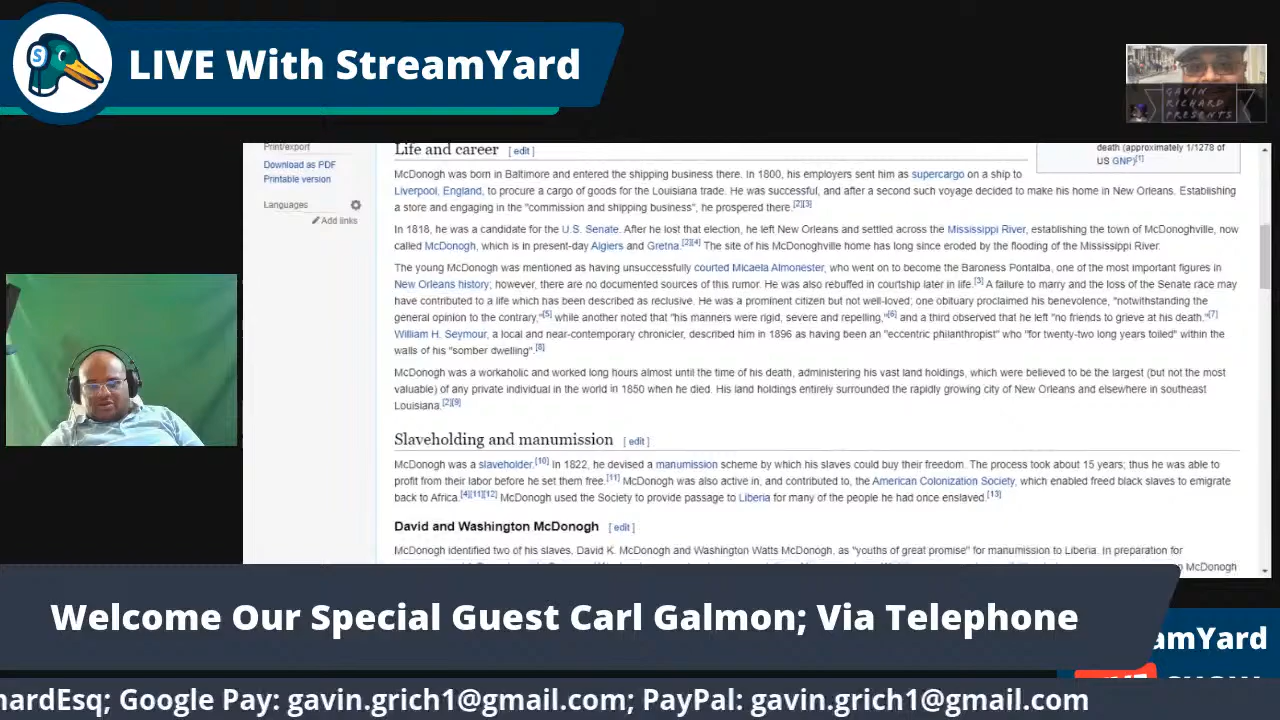 LIVE With StreamYard
S
GAVIN
RICHARD
PRESENTS
Print/export
Download as PDF
Printable version
Languages
Add links
death (approximately 1/1278 of
US GNP)[1]
Life and career [ edit ]
McDonogh was born in Baltimore and entered the shipping business there. In 1800, his employers sent him as supercargo on a ship to
Liverpool, England, to procure a cargo of goods for the Louisiana trade. He was successful, and after a second such voyage decided to make his home in New Orleans. Establishing
a store and engaging in the "commission and shipping business", he prospered there.[2][3]
In 1818, he was a candidate for the U.S. Senate. After he lost that election, he left New Orleans and settled across the Mississippi River, establishing the town of McDonoghville, now
called McDonogh, which is in present-day Algiers and Gretna.[2][4] The site of his McDonoghville home has long since eroded by the flooding of the Mississippi River.
The young McDonogh was mentioned as having unsuccessfully courted Micaela Almonester, who went on to become the Baroness Pontalba, one of the most important figures in
New Orleans history; however, there are no documented sources of this rumor. He was also rebuffed in courtship later in life.[3] A failure to marry and the loss of the Senate race may
have contributed to a life which has been described as reclusive. He was a prominent citizen but not well-loved; one obituary proclaimed his benevolence, "notwithstanding the
general opinion to the contrary,"[5] while another noted that "his manners were rigid, severe and repelling,"[6] and a third observed that he left "no friends to grieve at his death."[7]
William H. Seymour, a local and near-contemporary chronicler, described him in 1896 as having been an "eccentric philanthropist" who "for twenty-two long years toiled" within the
walls of his "somber dwelling".[8]
McDonogh was a workaholic and worked long hours almost until the time of his death, administering his vast land holdings, which were believed to be the largest (but not the most
valuable) of any private individual in the world in 1850 when he died. His land holdings entirely surrounded the rapidly growing city of New Orleans and elsewhere in southeast
Louisiana.[2][9]
Slaveholding and manumission [ edit ]
McDonogh was a slaveholder.[10] In 1822, he devised a manumission scheme by which his slaves could buy their freedom. The process took about 15 years; thus he was able to
profit from their labor before he set them free.[11] McDonogh was also active in, and contributed to, the American Colonization Society, which enabled freed black slaves to emigrate
back to Africa.[4][11][12] McDonogh used the Society to provide passage to Liberia for many of the people he had once enslaved.[13]
David and Washington McDonogh [ edit ]
McDonogh identified two of his slaves, David K. McDonogh and Washington Watts McDonogh, as "youths of great promise" for manumission to Liberia. In preparation for
McDonogh
Welcome Our Special Guest Carl Galmon; Via Telephone
amYard
hardEsq; Google Pay: gavin.grich1@gmail.com; PayPal: gavin.grich1@gmail.com